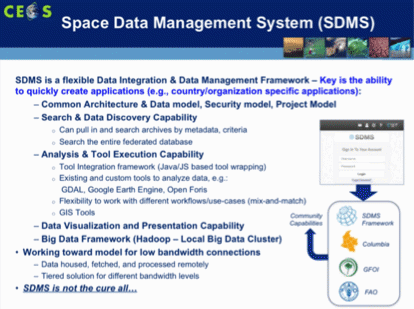 CE S
Space Data Management System (SDMS)
SDMS is a flexible Data Integration & Data Management Framework – Key is the ability
to quickly create applications (e.g., country/organization specific applications):
– Common Architecture & Data model, Security model, Project Model
– Search & Data Discovery Capability
o Can pull in and search archives by metadata, criteria
o Search the entire federated database
– Analysis & Tool Execution Capability
o Tool Integration framework (Java/JS based tool wrapping)
o Existing and custom tools to analyze data, e.g.:
GDAL, Google Earth Engine, Open Foris
o Flexibility to work with different workflows/use-cases (mix-and-match)
o GIS Tools
– Data Visualization and Presentation Capability
– Big Data Framework (Hadoop – Local Big Data Cluster)
• Working toward model for low bandwidth connections
– Data housed, fetched, and processed remotely
– Tiered solution for different bandwidth levels
• SDMS is not the cure all…
SDMS
Sign In To Your Account
Login
Community
Capabilities
SDMS
Framework
Columbia
GFOI
FAO